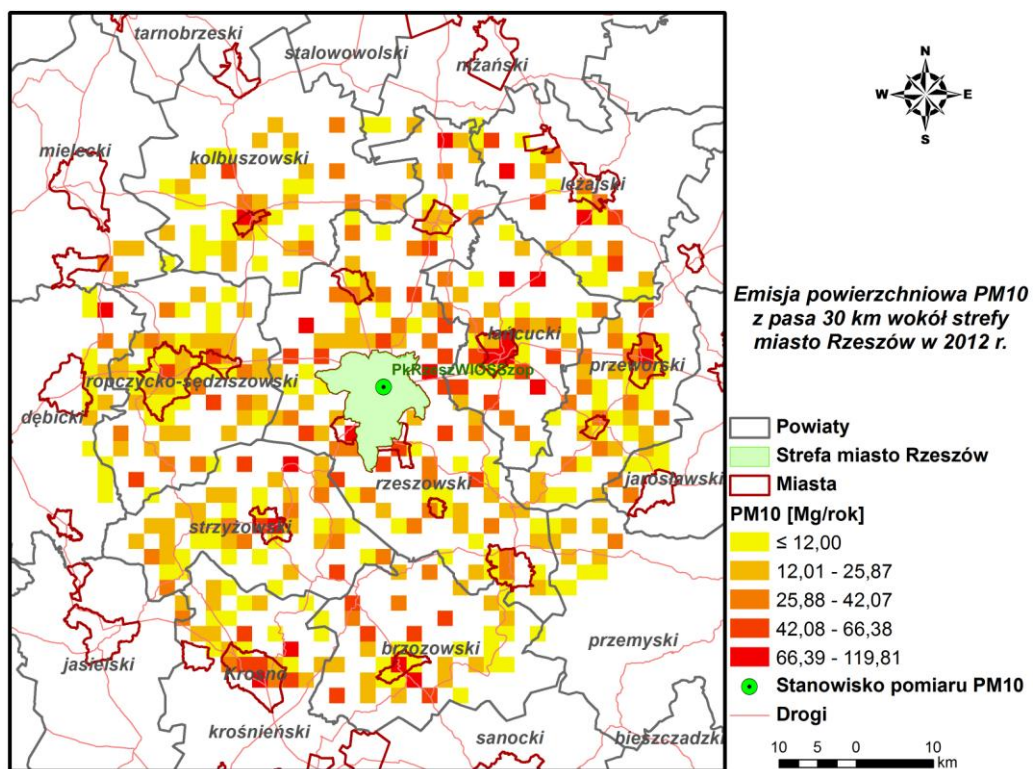 tarnobrzeski
stalowowolski
niżański
N
W
E
S
mielecki
kolbuszowski
leżajski
Emisja powierzchniowa PM10
z pasa 30 km wokół strefy
miasto Rzeszów w 2012 r.
łańcucki
PkRzeszWIOSSzop
przeworski
ropczycko-sędziszowski
dębicki
Powiaty
Strefa miasto Rzeszów
rzeszowski
jarosławski
Miasta
PM10 [Mg/rok]
strzyżowski
≤ 12,00
12,01 - 25,87
25,88 - 42,07
42,08 - 66,38
66,39 - 119,81
przemyski
brzozowski
jasielski
Krosno
Stanowisko pomiaru PM10
Drogi
krośnieński
sanocki
bieszczadzki
10 5 0 10
km